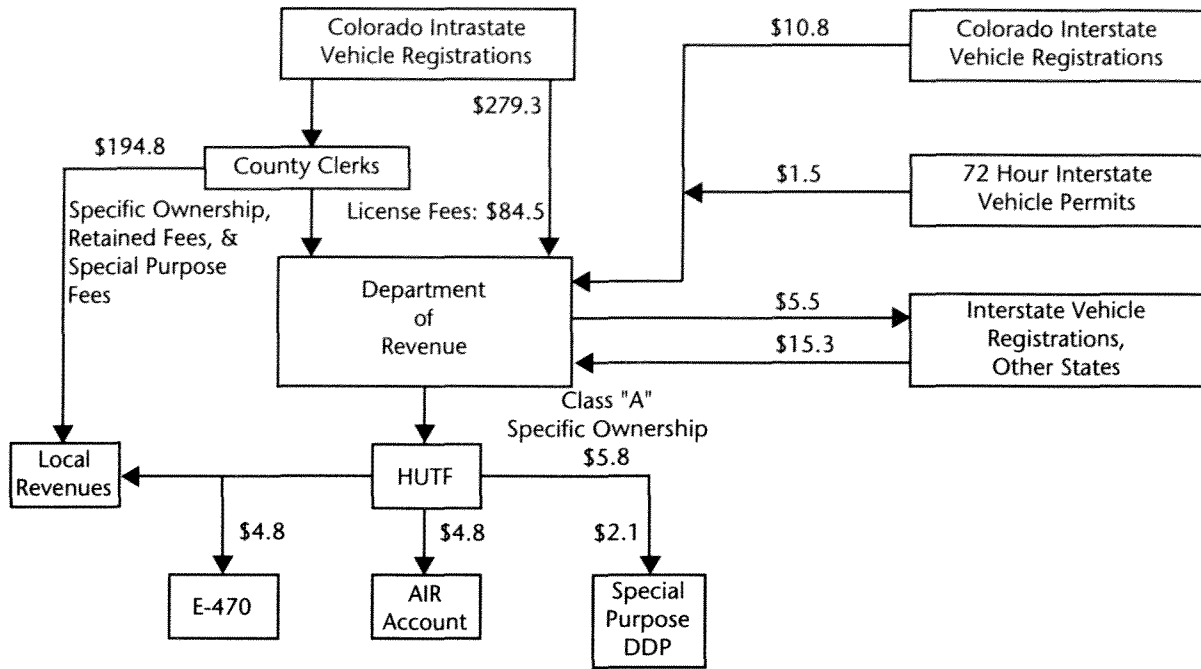 Colorado Intrastate
Vehicle Registrations
$10.8
Colorado Interstate
Vehicle Registrations
$279.3
$194.8
County Clerks
$1.5
72 Hour Interstate
Vehicle Permits
Specific Ownership,
Retained Fees, &
Special Purpose
Fees
License Fees: $84.5
Department
of
Revenue
$5.5
$15.3
Interstate Vehicle
Registrations,
Other States
Class "A"
Specific Ownership
$5.8
Local
Revenues
HUTF
$4.8
$4.8
$2.1
E-470
AIR
Account
Special
Purpose
DDP